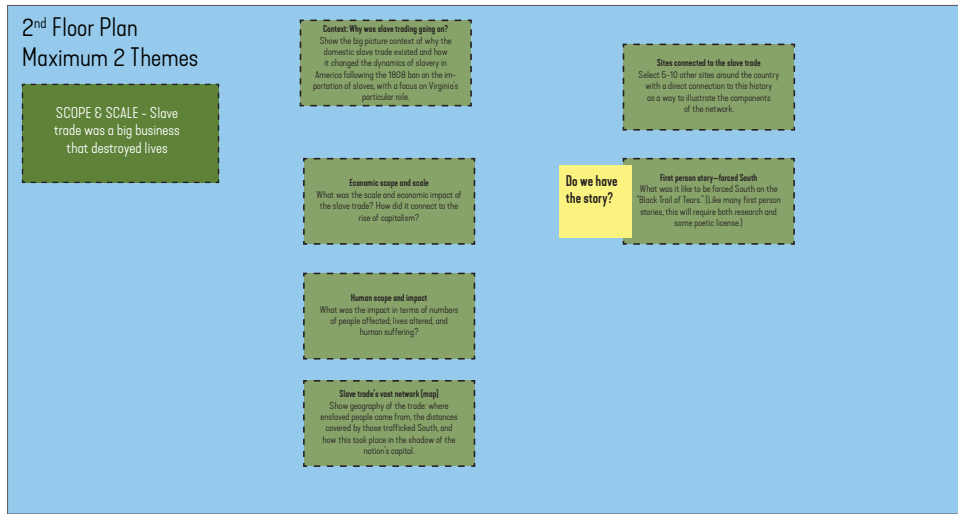 2nd Floor Plan
Maximum 2 Themes
SCOPE & SCALE – Slave
trade was a big business
that destroyed lives
Context: Why was slave trading going on?
Show the big picture context of why the
domestic slave trade existed and how
it changed the dynamics of slavery in
America following the 1808 ban on the im-
portation of slaves, with a focus on Virginia's
particular role.
Economic scope and scale
What was the scale and economic impact of
the slave trade? How did it connect to the
rise of capitalism?
Human scope and impact
What was the impact in terms of numbers
of people affected, lives altered, and
human suffering?
Slave trade's vast network (map)
Show geography of the trade: where
enslaved people came from, the distances
covered by those trafficked South, and
how this took place in the shadow of the
nation's capital.
Sites connected to the slave trade
Select 5-10 other sites around the country
with a direct connection to this history
as a way to illustrate the components
of the network.
Do we have
the story?
First person story—forced South
What was it like to be forced South on the
"Black Trail of Tears." (Like many first person
stories, this will require both research and
some poetic license.)